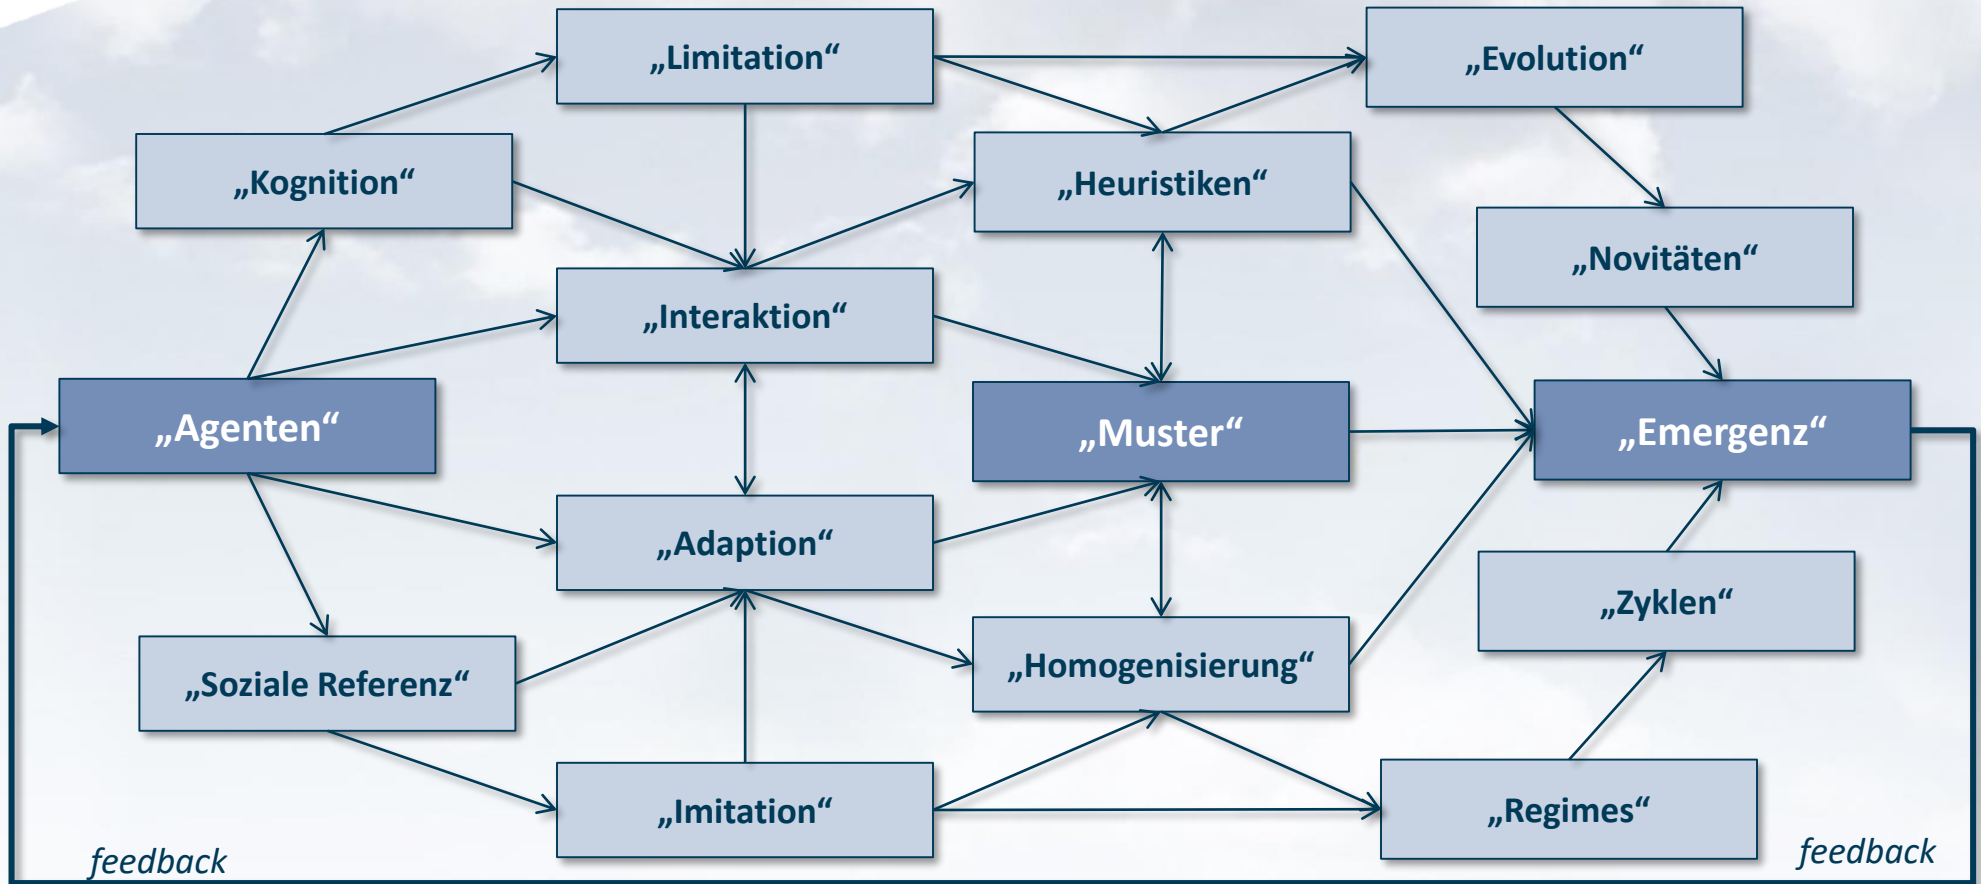 „Limitation“
„Evolution“
„Kognition“
„Heuristiken“
„Novitäten“
„Interaktion“
„Agenten“
„Muster“
„Emergenz“
„Adaption“
„Zyklen“
„Soziale Referenz“
„Homogenisierung“
„Imitation“
„Regimes“
feedback
feedback